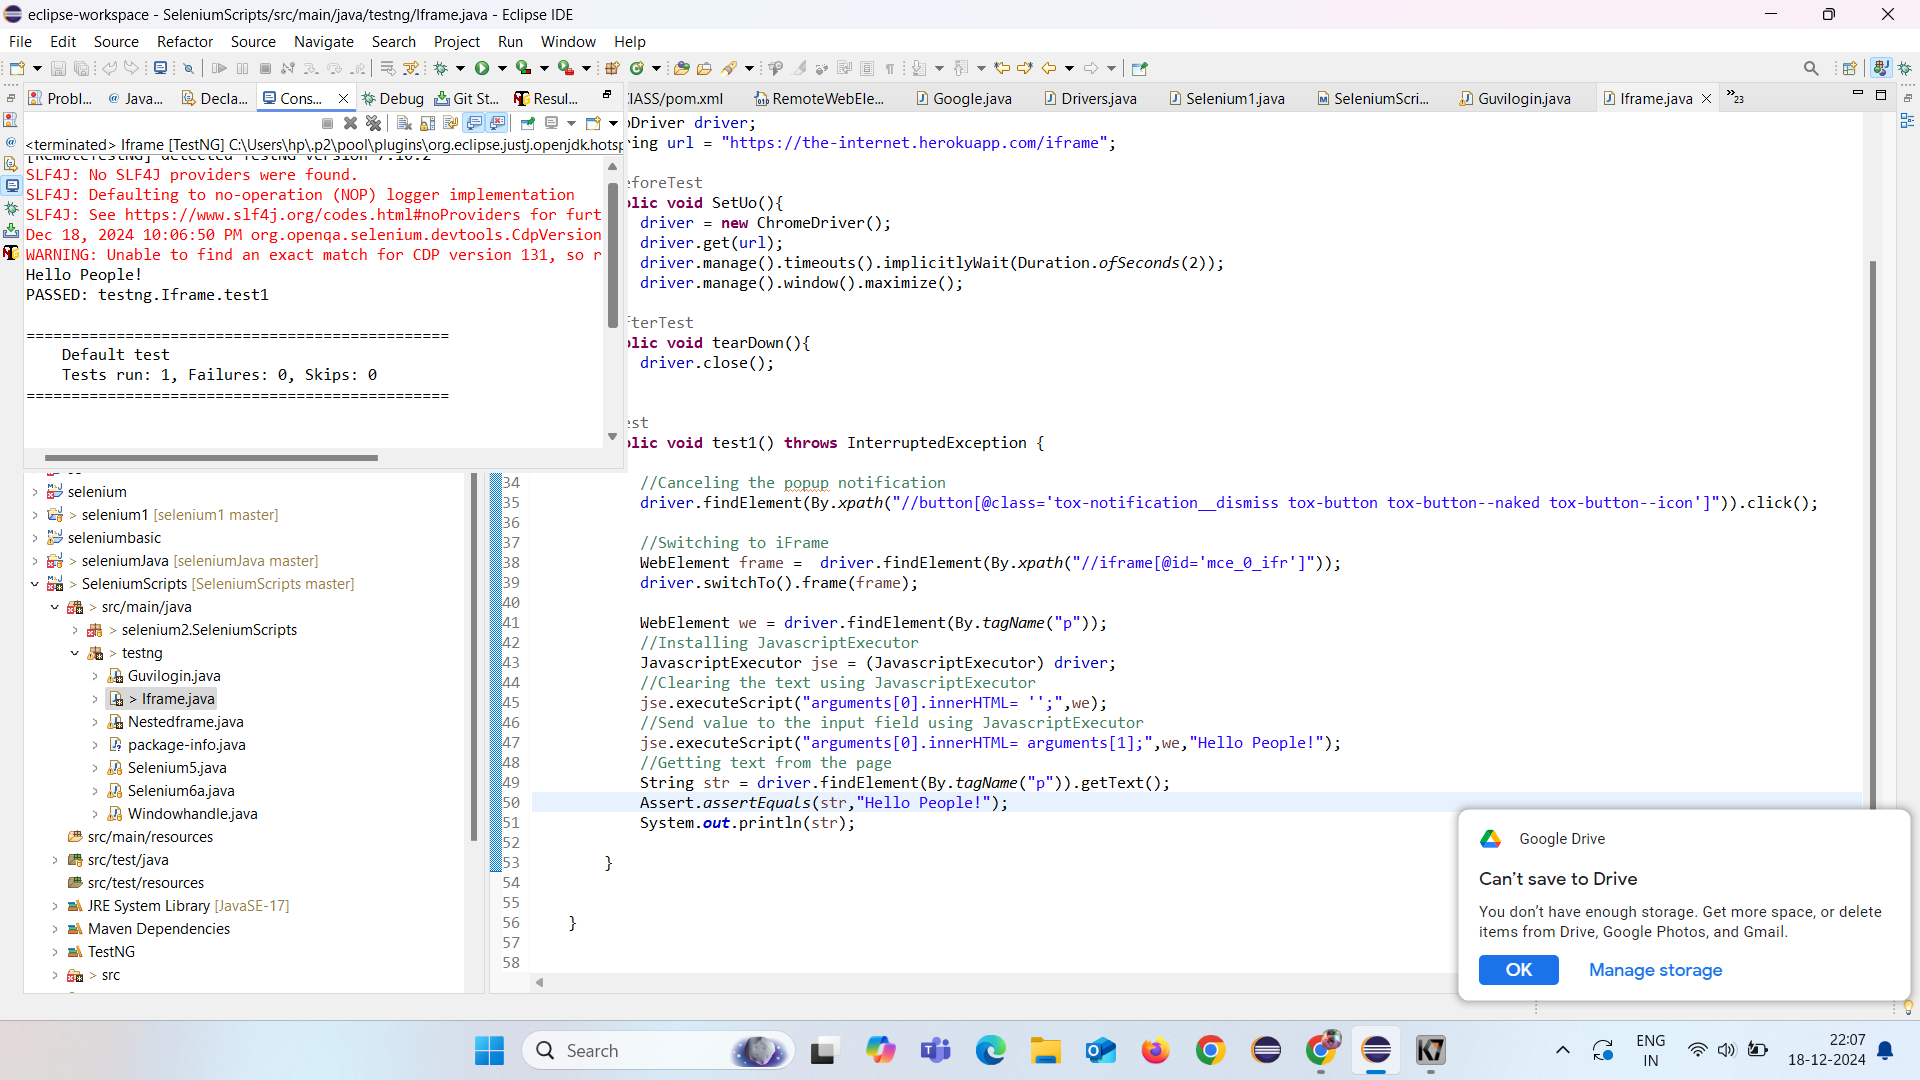 eclipse-workspace - SeleniumScripts/src/main/java/testng/Iframe.java - Eclipse IDE
File Edit Source Refactor Source Navigate Search Project Run Window Help
Probl... Java... Decla... Cons... Debug Git St... Resul...
/pom.xml RemoteWebEle... Google.java Drivers.java Selenium1.java SeleniumScri... Guvilogin.java Iframe.java 23
<terminated> Iframe [TestNG] C:\Users\hp\.p2\pool\plugins\org.eclipse.justj.openjdk.hotsp
[RemoteTestNG] detected TestNG version 7.10.2
SLF4J: No SLF4J providers were found.
SLF4J: Defaulting to no-operation (NOP) logger implementation
SLF4J: See https://www.slf4j.org/codes.html#noProviders for furt
Dec 18, 2024 10:06:50 PM org.openqa.selenium.devtools.CdpVersion
WARNING: Unable to find an exact match for CDP version 131, so r
Hello People!
PASSED: testng.Iframe.test1
===============================================
Default test
Tests run: 1, Failures: 0, Skips: 0
===============================================
selenium
> selenium1 [selenium1 master]
seleniumbasic
> seleniumJava [seleniumJava master]
> SeleniumScripts [SeleniumScripts master]
> src/main/java
> selenium2.SeleniumScripts
> testng
Guvilogin.java
> Iframe.java
Nestedframe.java
package-info.java
Selenium5.java
Selenium6a.java
Windowhandle.java
src/main/resources
src/test/java
src/test/resources
JRE System Library [JavaSE-17]
Maven Dependencies
TestNG
> src
Driver driver;
ring url = "https://the-internet.herokuapp.com/iframe";
eforeTest
blic void SetUo(){
driver = new ChromeDriver();
driver.get(url);
driver.manage().timeouts().implicitlyWait(Duration.ofSeconds(2));
driver.manage().window().maximize();
fterTest
blic void tearDown(){
driver.close();
est
blic void test1() throws InterruptedException {
34 //Canceling the popup notification
35 driver.findElement(By.xpath("//button[@class='tox-notification__dismiss tox-button tox-button--naked tox-button--icon']")).click();
36
37 //Switching to iFrame
38 WebElement frame =  driver.findElement(By.xpath("//iframe[@id='mce_0_ifr']"));
39 driver.switchTo().frame(frame);
40
41 WebElement we = driver.findElement(By.tagName("p"));
42 //Installing JavascriptExecutor
43 JavascriptExecutor jse = (JavascriptExecutor) driver;
44 //Clearing the text using JavascriptExecutor
45 jse.executeScript("arguments[0].innerHTML= '';",we);
46 //Send value to the input field using JavascriptExecutor
47 jse.executeScript("arguments[0].innerHTML= arguments[1];",we,"Hello People!");
48 //Getting text from the page
49 String str = driver.findElement(By.tagName("p")).getText();
50 Assert.assertEquals(str,"Hello People!");
51 System.out.println(str);
52
53 }
54
55
56 }
57
58
Google Drive
Can't save to Drive
You don't have enough storage. Get more space, or delete
items from Drive, Google Photos, and Gmail.
OK Manage storage
Search
ENG
IN
22:07
18-12-2024